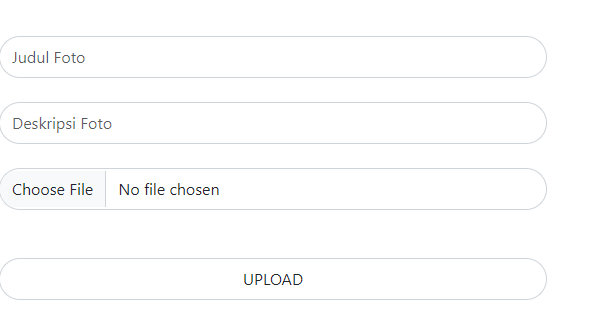 Judul Foto
Deskripsi Foto
Choose File No file chosen
UPLOAD